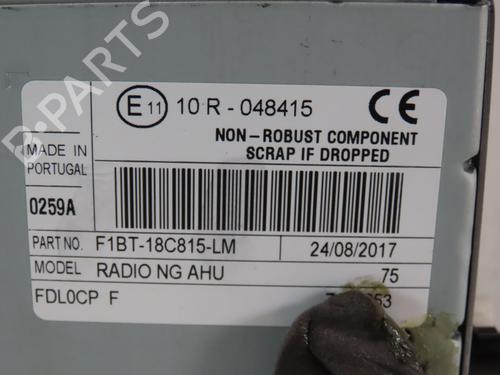 E11 10 R - 048415 CE
NON-ROBUST COMPONENT
SCRAP IF DROPPED
MADE IN
PORTUGAL
0259A
PART NO. F1BT-18C815-LM 24/08/2017
MODEL RADIO NG AHU 75
FDL0CP F
B-Parts